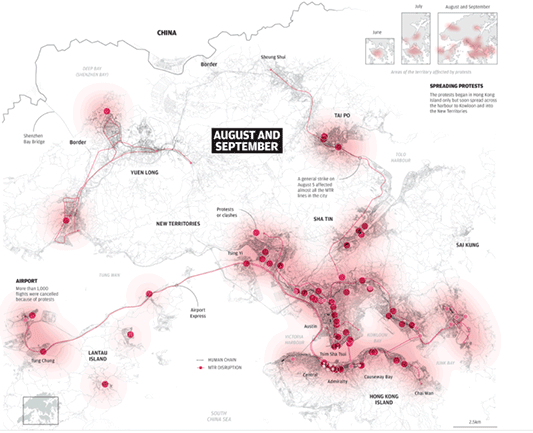 June
July
August and September
Areas of the territory affected by protests
SPREADING PROTESTS
The protests began in Hong Kong
Island only but soon spread across
the harbour to Kowloon and into
the New Territories
CHINA
Border
Sheung Shui
DEEP BAY
(SHENZHEN BAY)
Shenzhen
Bay Bridge
Border
AUGUST AND
SEPTEMBER
TAI PO
TOLO
HARBOUR
YUEN LONG
A general strike on
August 5 affected
almost all the MTR
lines in the city
Protests
or clashes
NEW TERRITORIES
SHA TIN
SAI KUNG
Tsing Yi
AIRPORT
More than 1,000
flights were cancelled
because of protests
Airport
Express
Austin
VICTORIA
HARBOUR
Tung Chung
LANTAU
ISLAND
Tsim Sha Tsui
HUMAN CHAIN
MTR DISRUPTION
Central
Admiralty
Causeway Bay
Chai Wan
HONG KONG
ISLAND
SOUTH
CHINA SEA
2.5km